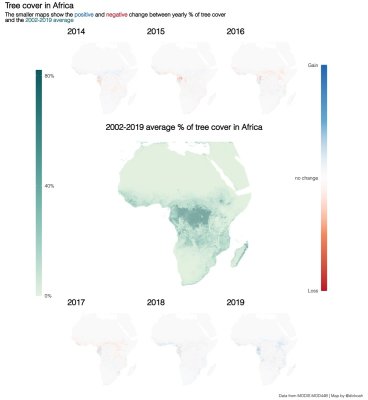 Tree cover in Africa
The smaller maps show the positive and negative change between yearly % of tree cover
and the 2002-2019 average
2014
2015
2016
80%
Gain
2002-2019 average % of tree cover in Africa
no change
40%
0%
Loss
2017
2018
2019
Data from MODIS MOD44B | Map by